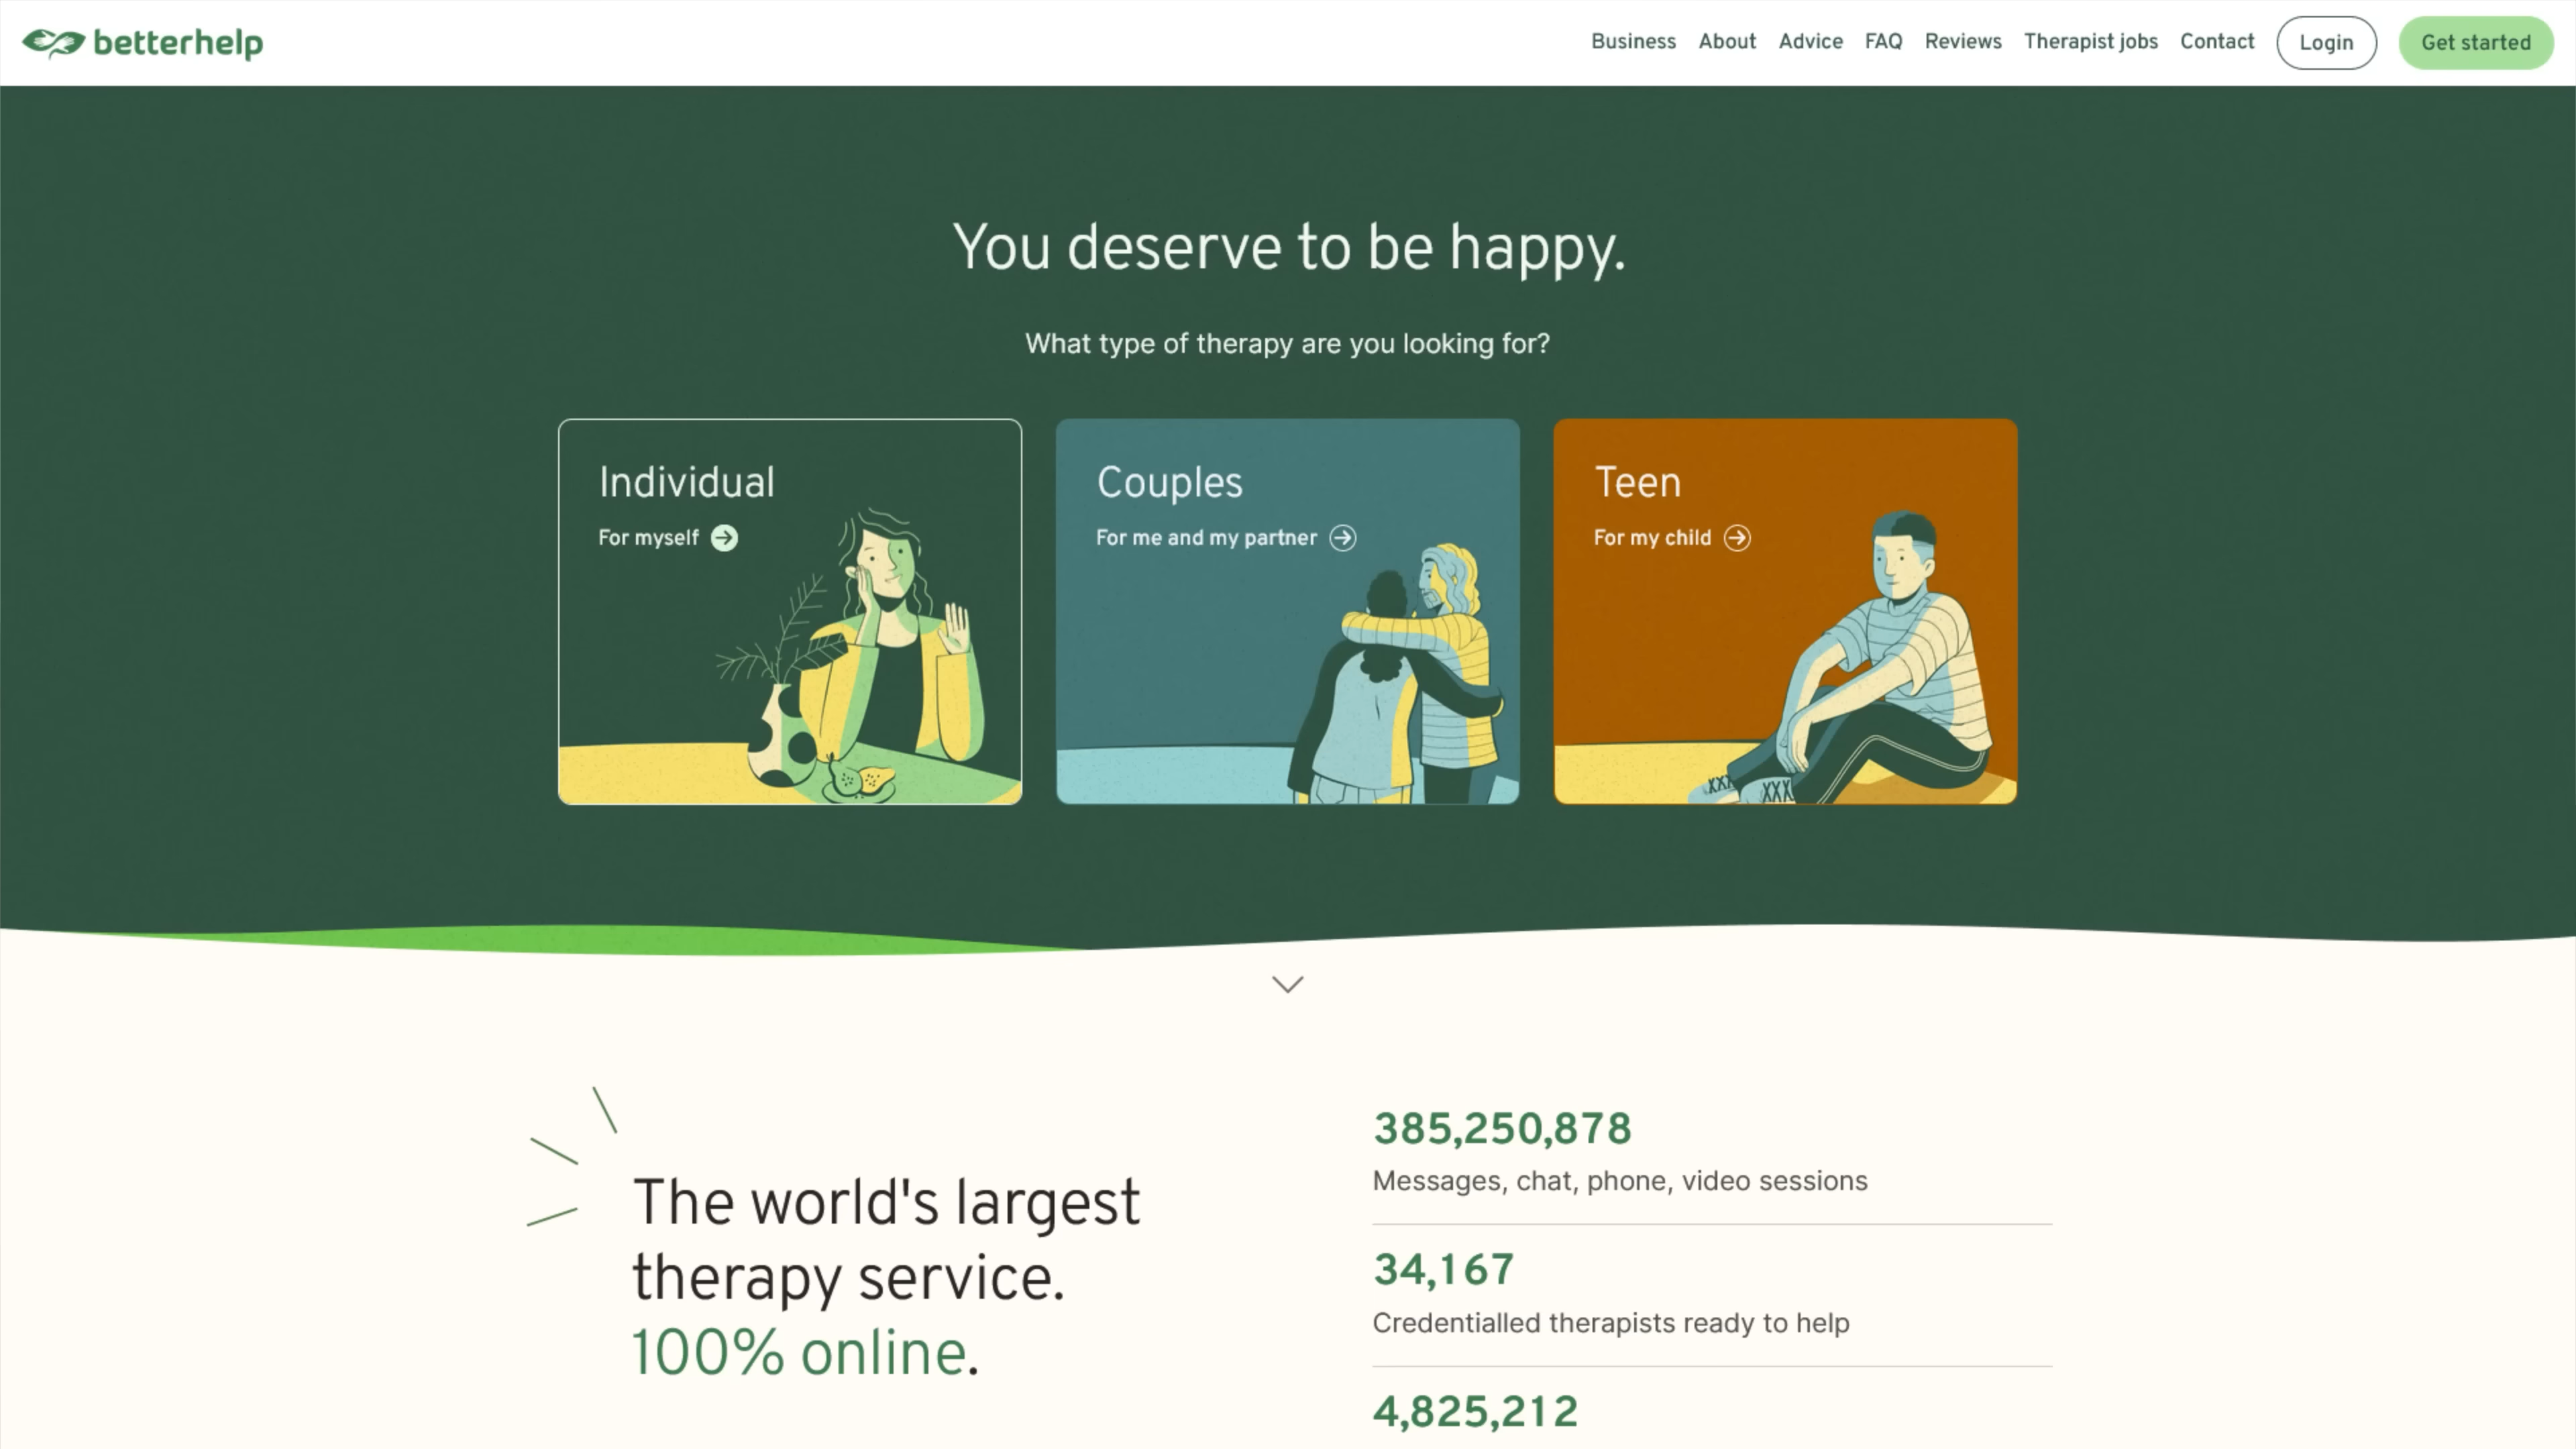 betterhelp
Business About Advice FAQ Reviews Therapist jobs Contact Login Get started
You deserve to be happy.
What type of therapy are you looking for?
Individual
For myself
Couples
For me and my partner
Teen
For my child
The world's largest
therapy service.
100% online.
385,250,878
Messages, chat, phone, video sessions
34,167
Credentialled therapists ready to help
4,825,212